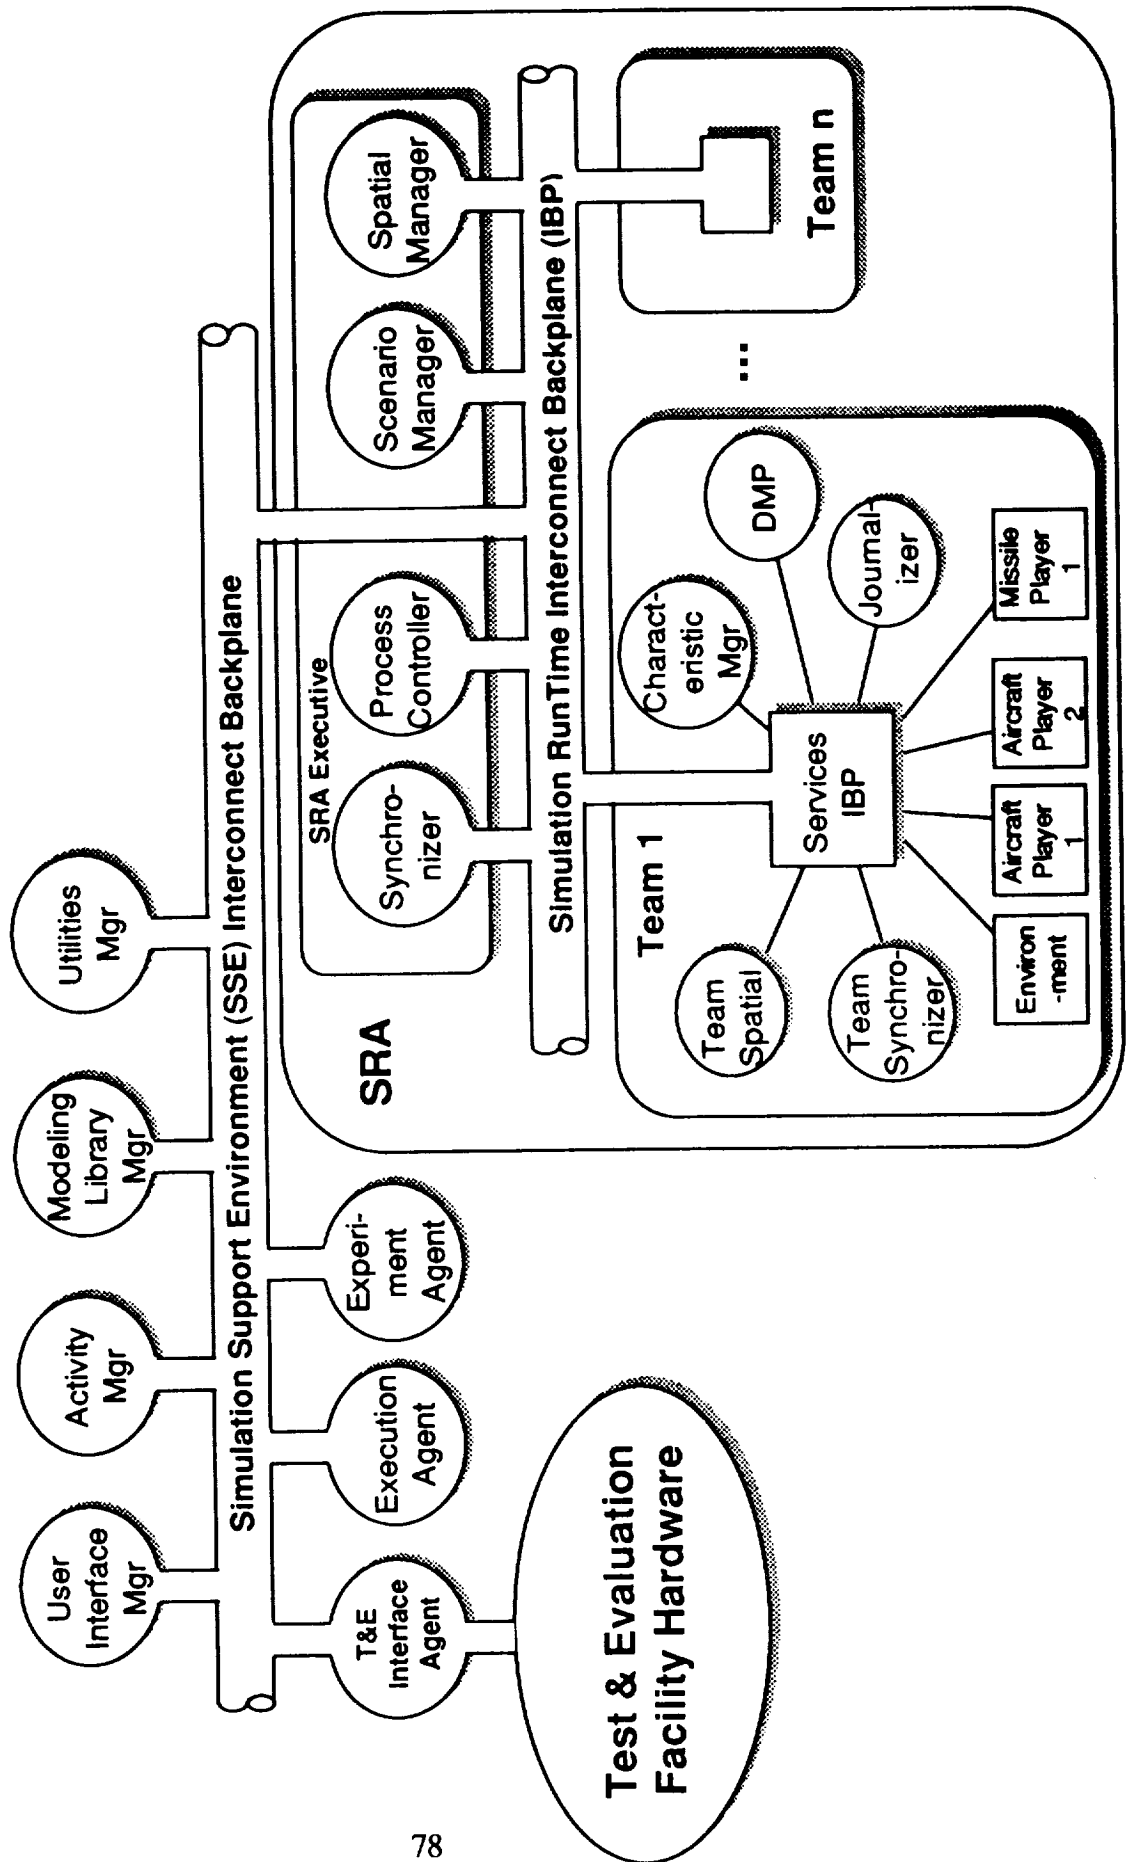 User
Interface
Mgr
Activity
Mgr
Modeling
Library
Mgr
Utilities
Mgr
Simulation Support Environment (SSE) Interconnect Backplane
T&E
Interface
Agent
Execution
Agent
Experi-
ment
Agent
Test & Evaluation
Facility Hardware
SRA
SRA Executive
Synchro-
nizer
Process
Controller
Scenario
Manager
Spatial
Manager
Simulation RunTime Interconnect Backplane (IBP)
Team 1
Team
Spatial
Team
Synchro-
nizer
Services
IBP
Charact-
eristic
Mgr
DMP
Journal-
izer
Environ
-ment
Aircraft
Player
1
Aircraft
Player
2
Missile
Player
1
...
Team n
78